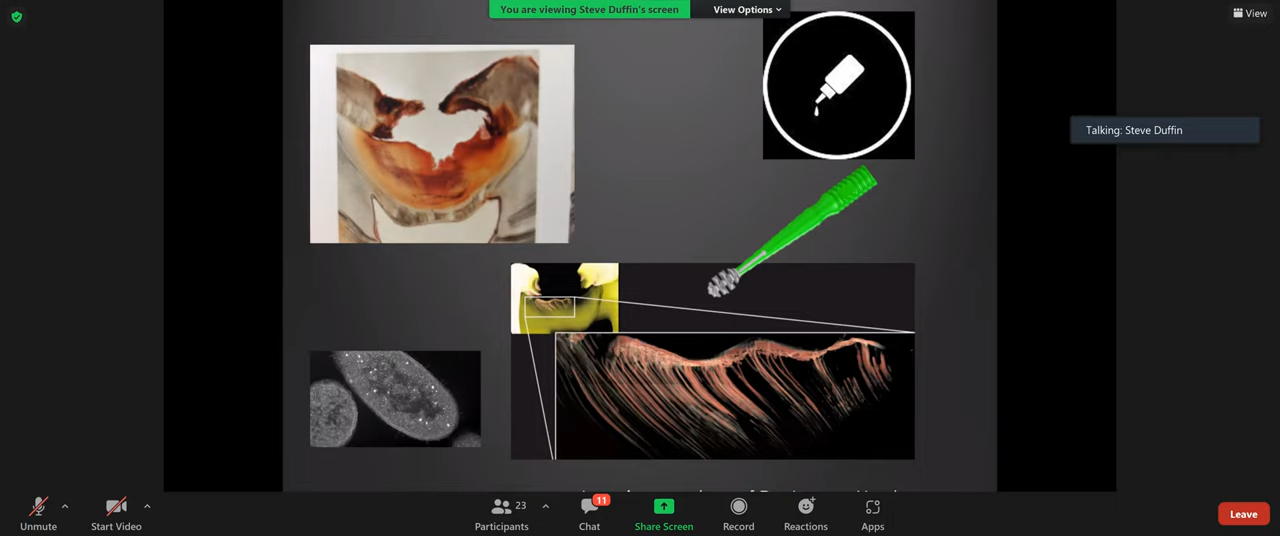 You are viewing Steve Duffin's screen
View Options
View
Talking: Steve Duffin
Unmute
Start Video
23
Participants
11
Chat
Share Screen
Record
Reactions
Apps
Leave